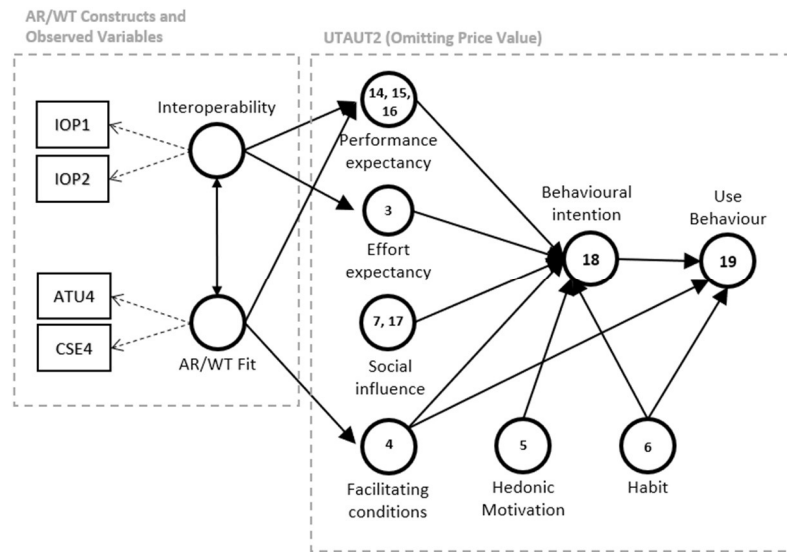 AR/WT Constructs and
Observed Variables
UTAUT2 (Omitting Price Value)
Interoperability
IOP1
IOP2
ATU4
CSE4
AR/WT Fit
14, 15,
16
Performance
expectancy
3
Effort
expectancy
7, 17
Social
influence
4
Facilitating
conditions
Behavioural
intention
18
Use
Behaviour
19
5
Hedonic
Motivation
6
Habit